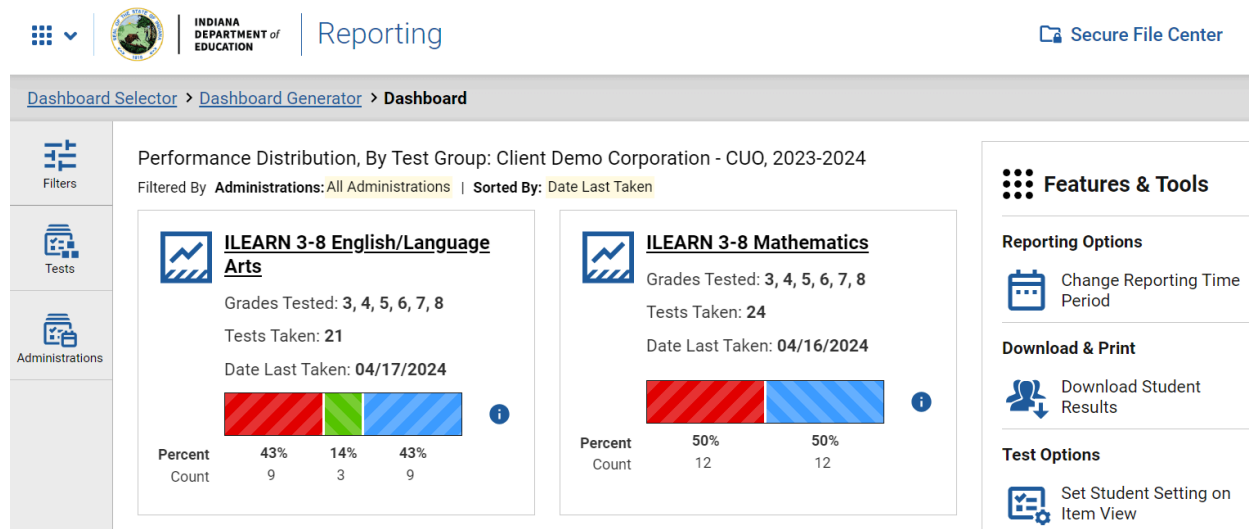 INDIANA
DEPARTMENT of
EDUCATION
Reporting
Secure File Center
Dashboard Selector > Dashboard Generator > Dashboard
Filters
Tests
Administrations
Performance Distribution, By Test Group: Client Demo Corporation - CUO, 2023-2024
Filtered By Administrations: All Administrations | Sorted By: Date Last Taken
ILEARN 3-8 English/Language
Arts
Grades Tested: 3, 4, 5, 6, 7, 8
Tests Taken: 21
Date Last Taken: 04/17/2024
Percent 43% 14% 43%
Count 9 3 9
ILEARN 3-8 Mathematics
Grades Tested: 3, 4, 5, 6, 7, 8
Tests Taken: 24
Date Last Taken: 04/16/2024
Percent 50% 50%
Count 12 12
Features & Tools
Reporting Options
Change Reporting Time
Period
Download & Print
Download Student
Results
Test Options
Set Student Setting on
Item View